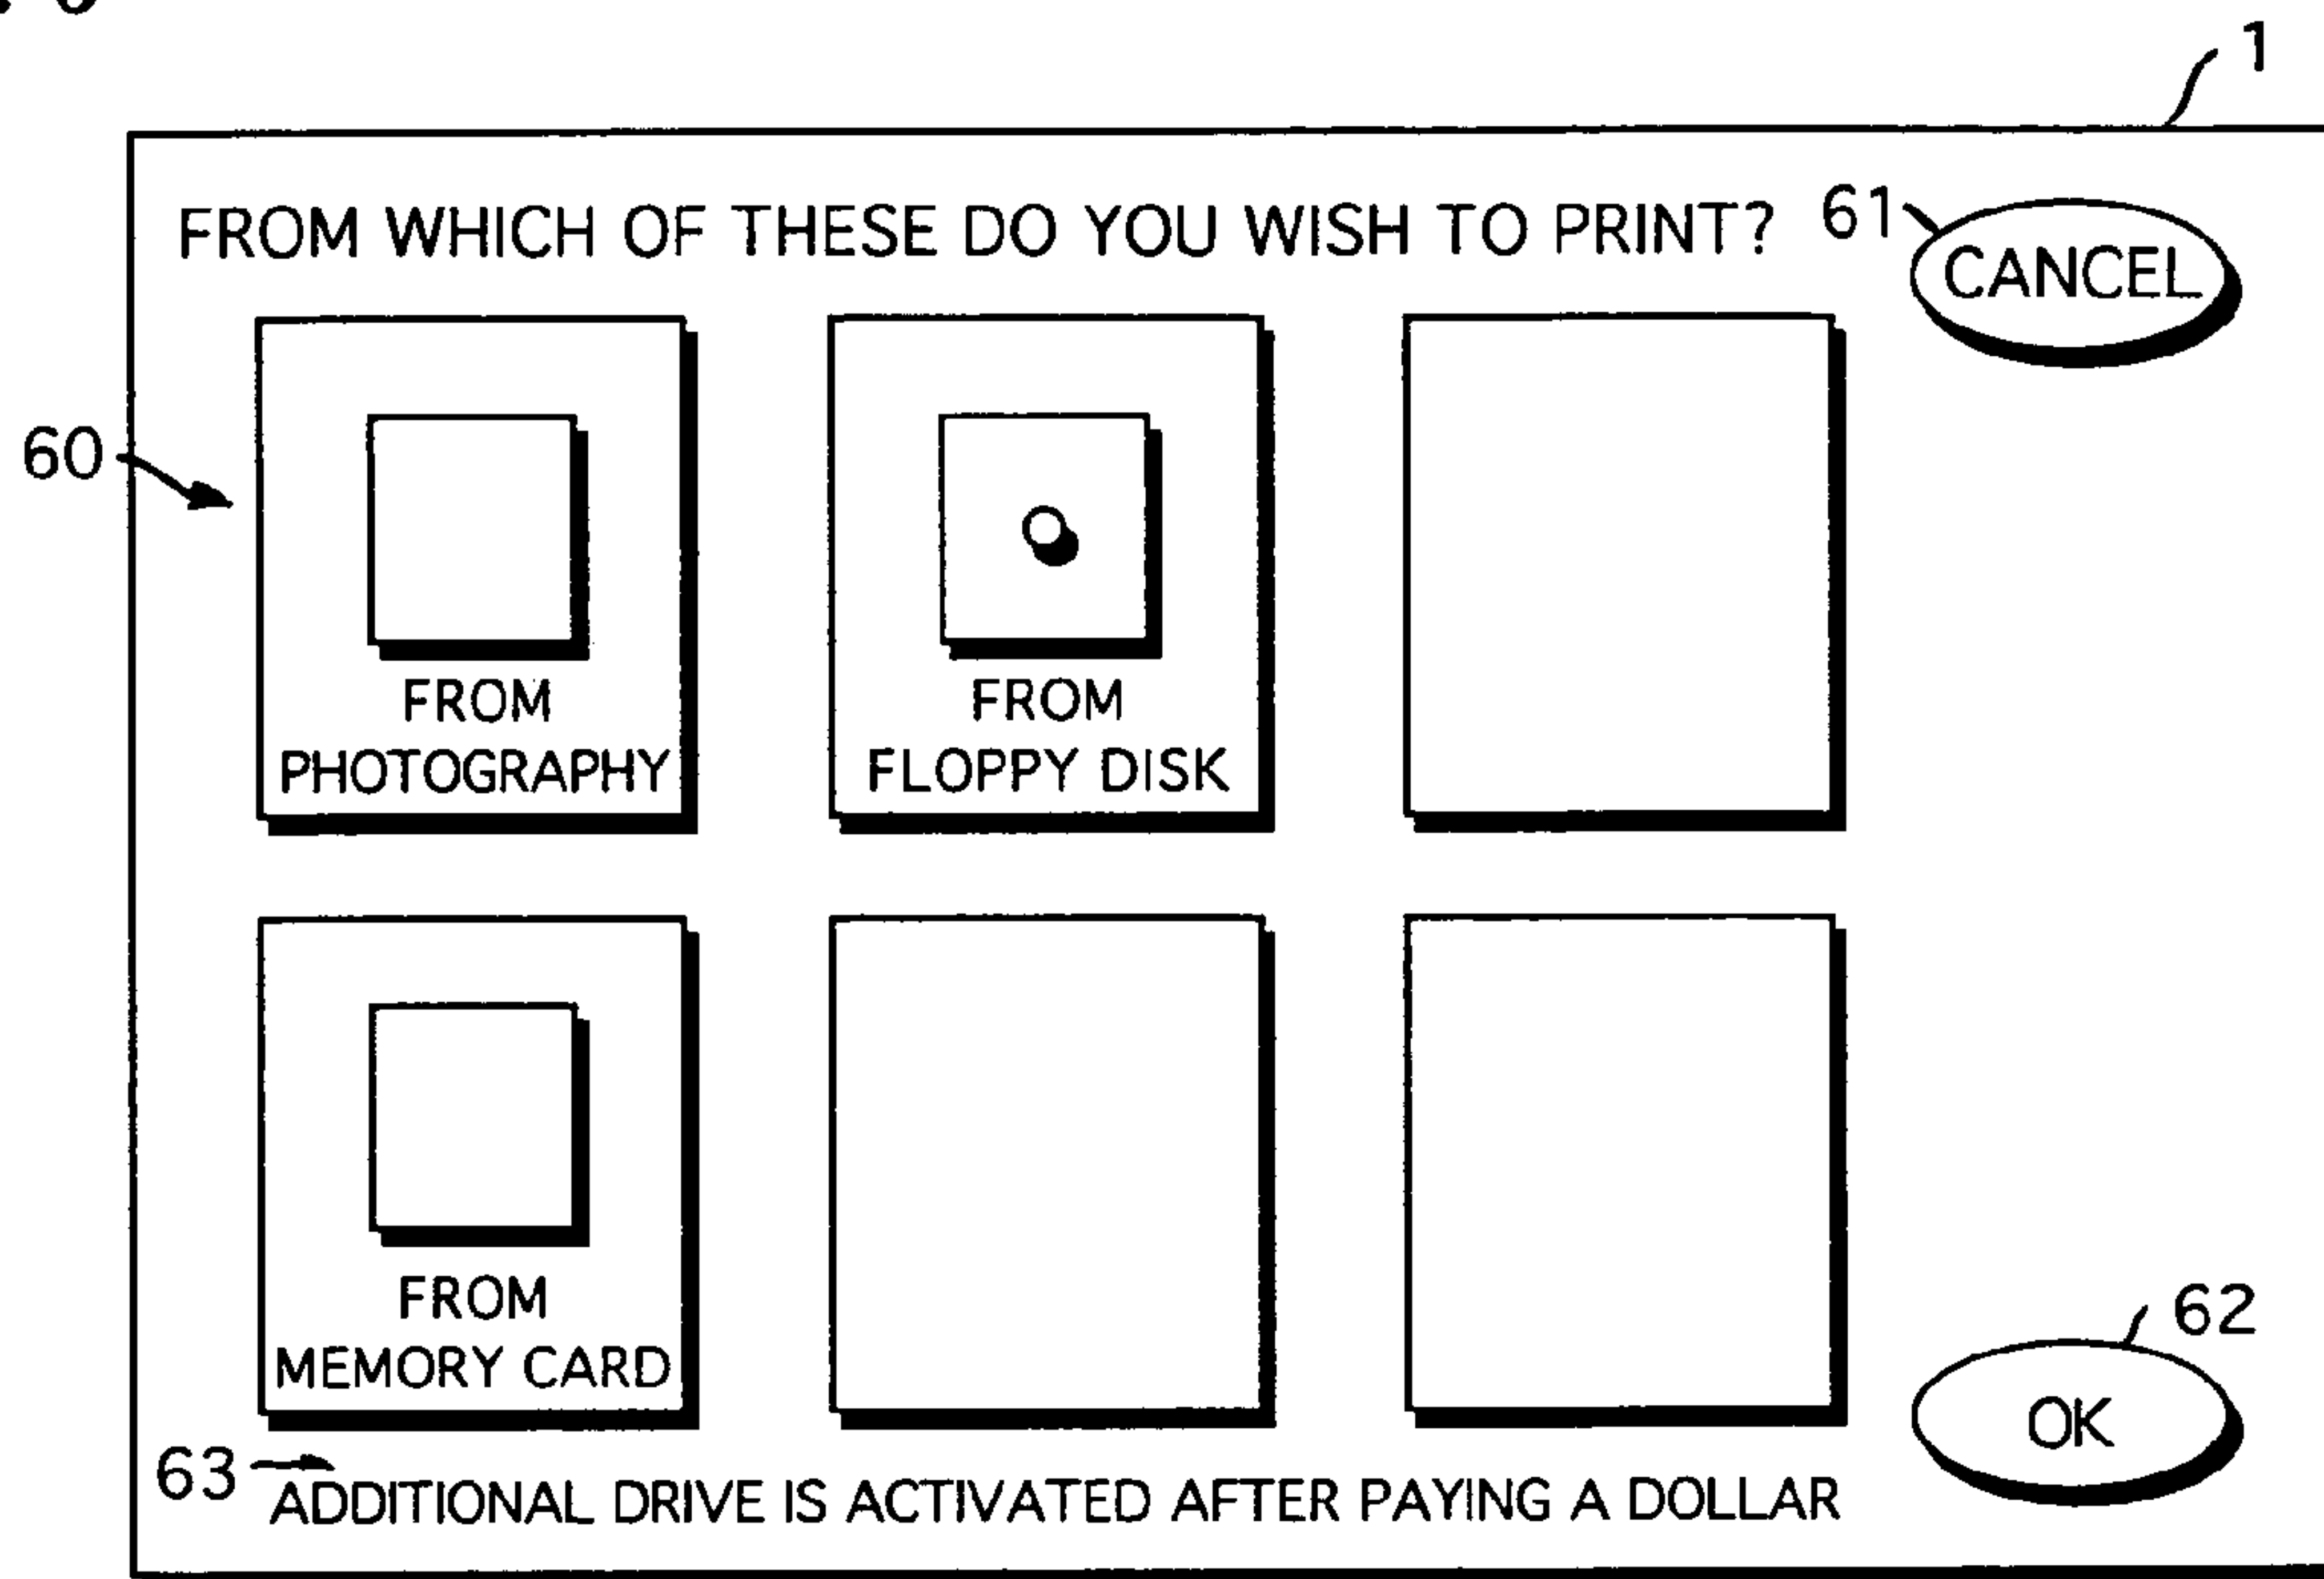 1
FROM WHICH OF THESE DO YOU WISH TO PRINT?
61
CANCEL
60
FROM
PHOTOGRAPHY
FROM
FLOPPY DISK
FROM
MEMORY CARD
62
OK
63
ADDITIONAL DRIVE IS ACTIVATED AFTER PAYING A DOLLAR